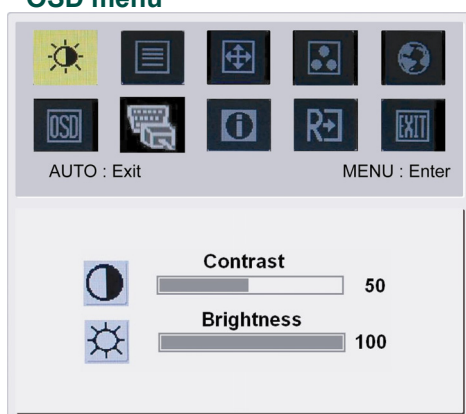 OSD menu
OSD
R
EXIT
AUTO : Exit
MENU : Enter
Contrast
50
Brightness
100